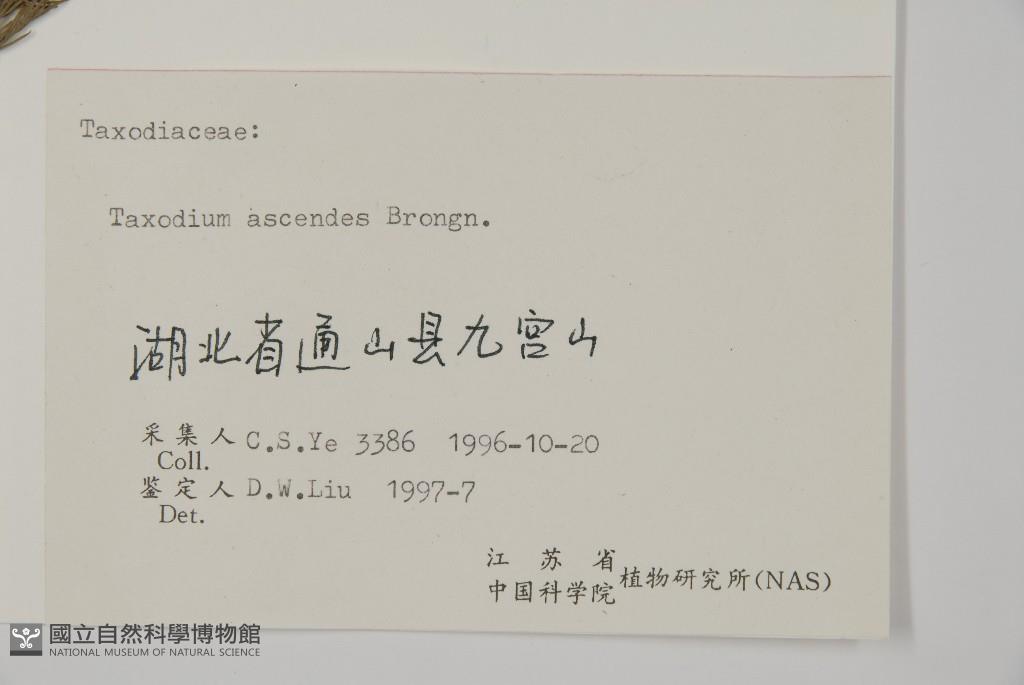 Taxodiaceae:
Taxodium ascendes Brongn.
湖北省通山县九宫山
采集人 C.S.Ye 3386 1996-10-20
Coll.
鉴定人 D.W.Liu 1997-7
Det.
江苏省
中国科学院 植物研究所(NAS)
國立自然科學博物館
NATIONAL MUSEUM OF NATURAL SCIENCE